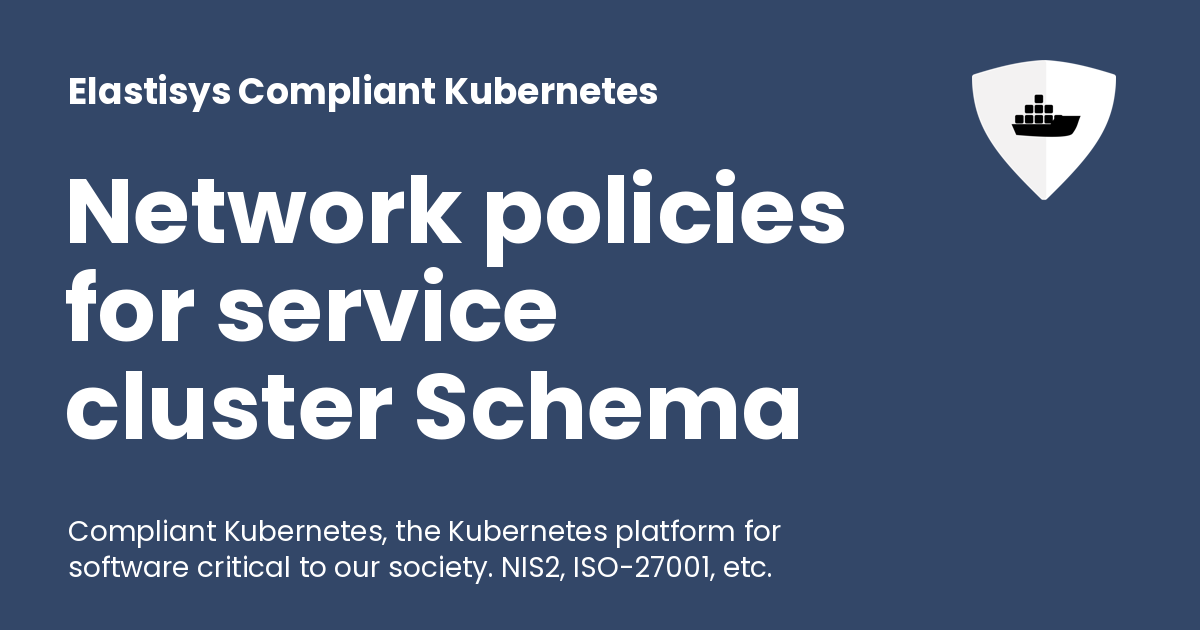 Elastisys Compliant Kubernetes
Network policies
for service
cluster Schema
Compliant Kubernetes, the Kubernetes platform for
software critical to our society. NIS2, ISO-27001, etc.